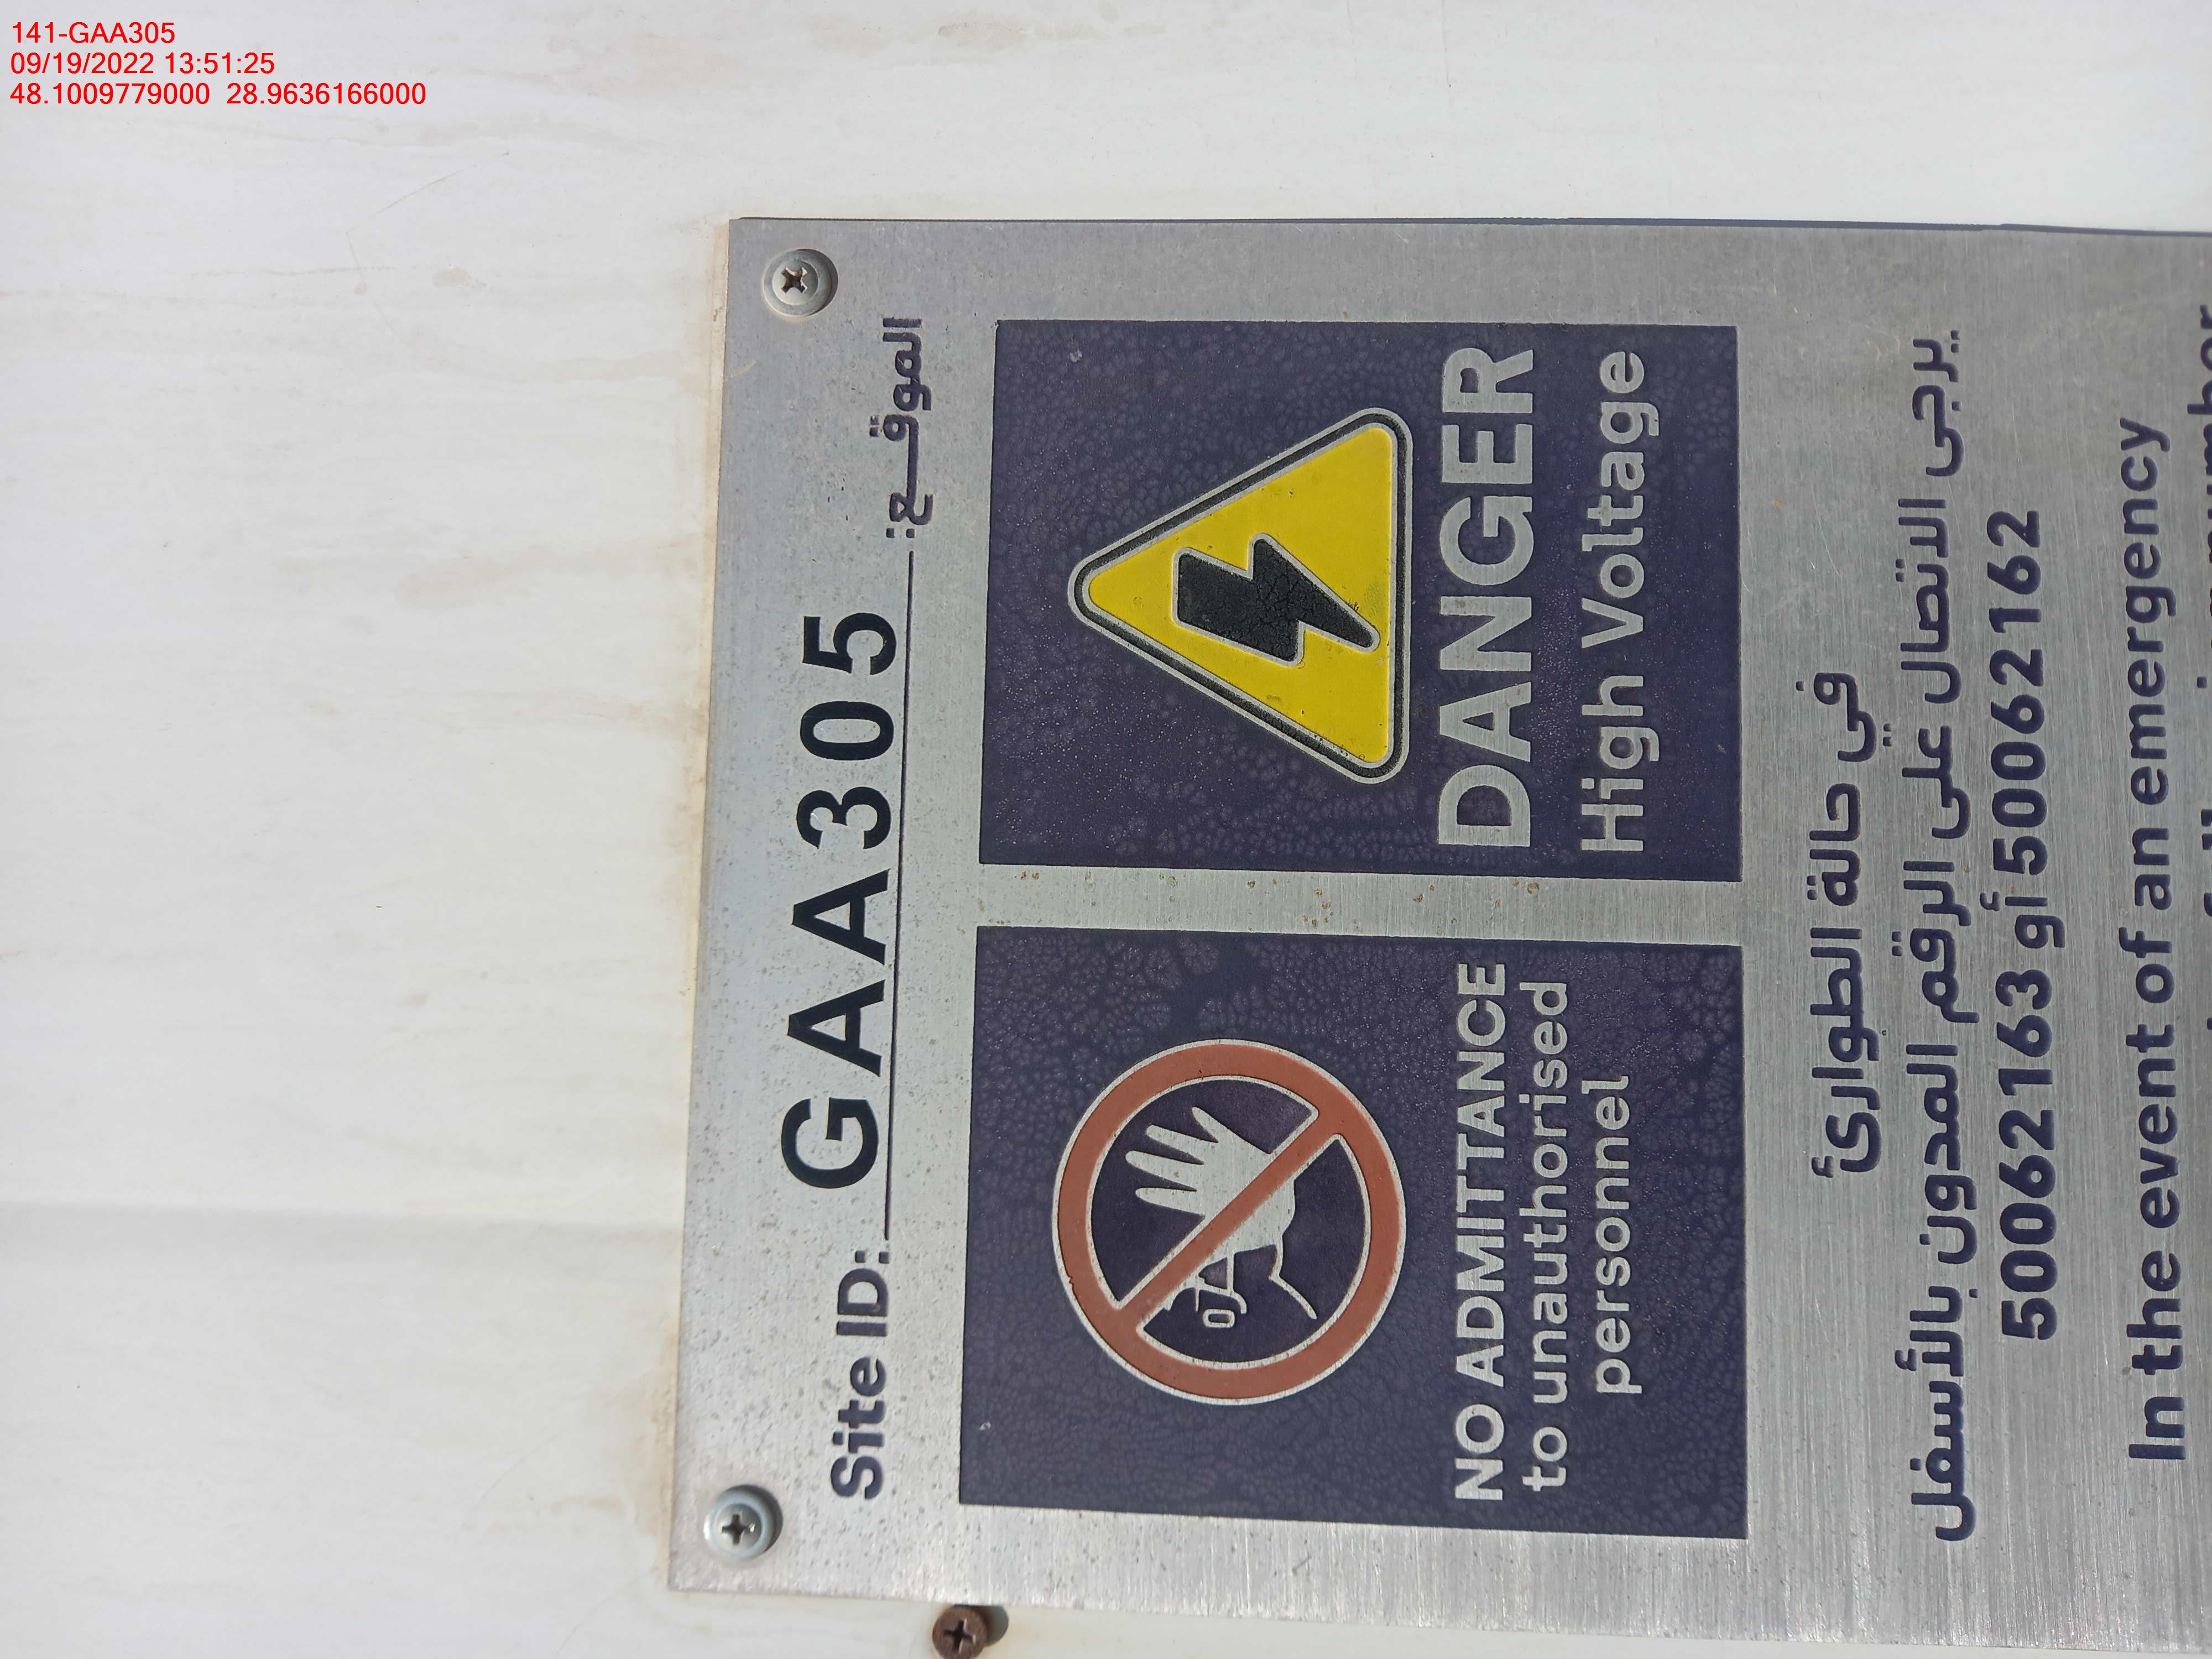 141-GAA305
09/19/2022 13:51:25
48.1009779000 28.9636166000
Site ID: GAA305 الموقع:
NO ADMITTANCE
to unauthorised
personnel
DANGER
High Voltage
في حالة الطوارئ
يرجى الاتصال على الرقم المدون بالأسفل
50062163 أو 50062162
In the event of an emergency